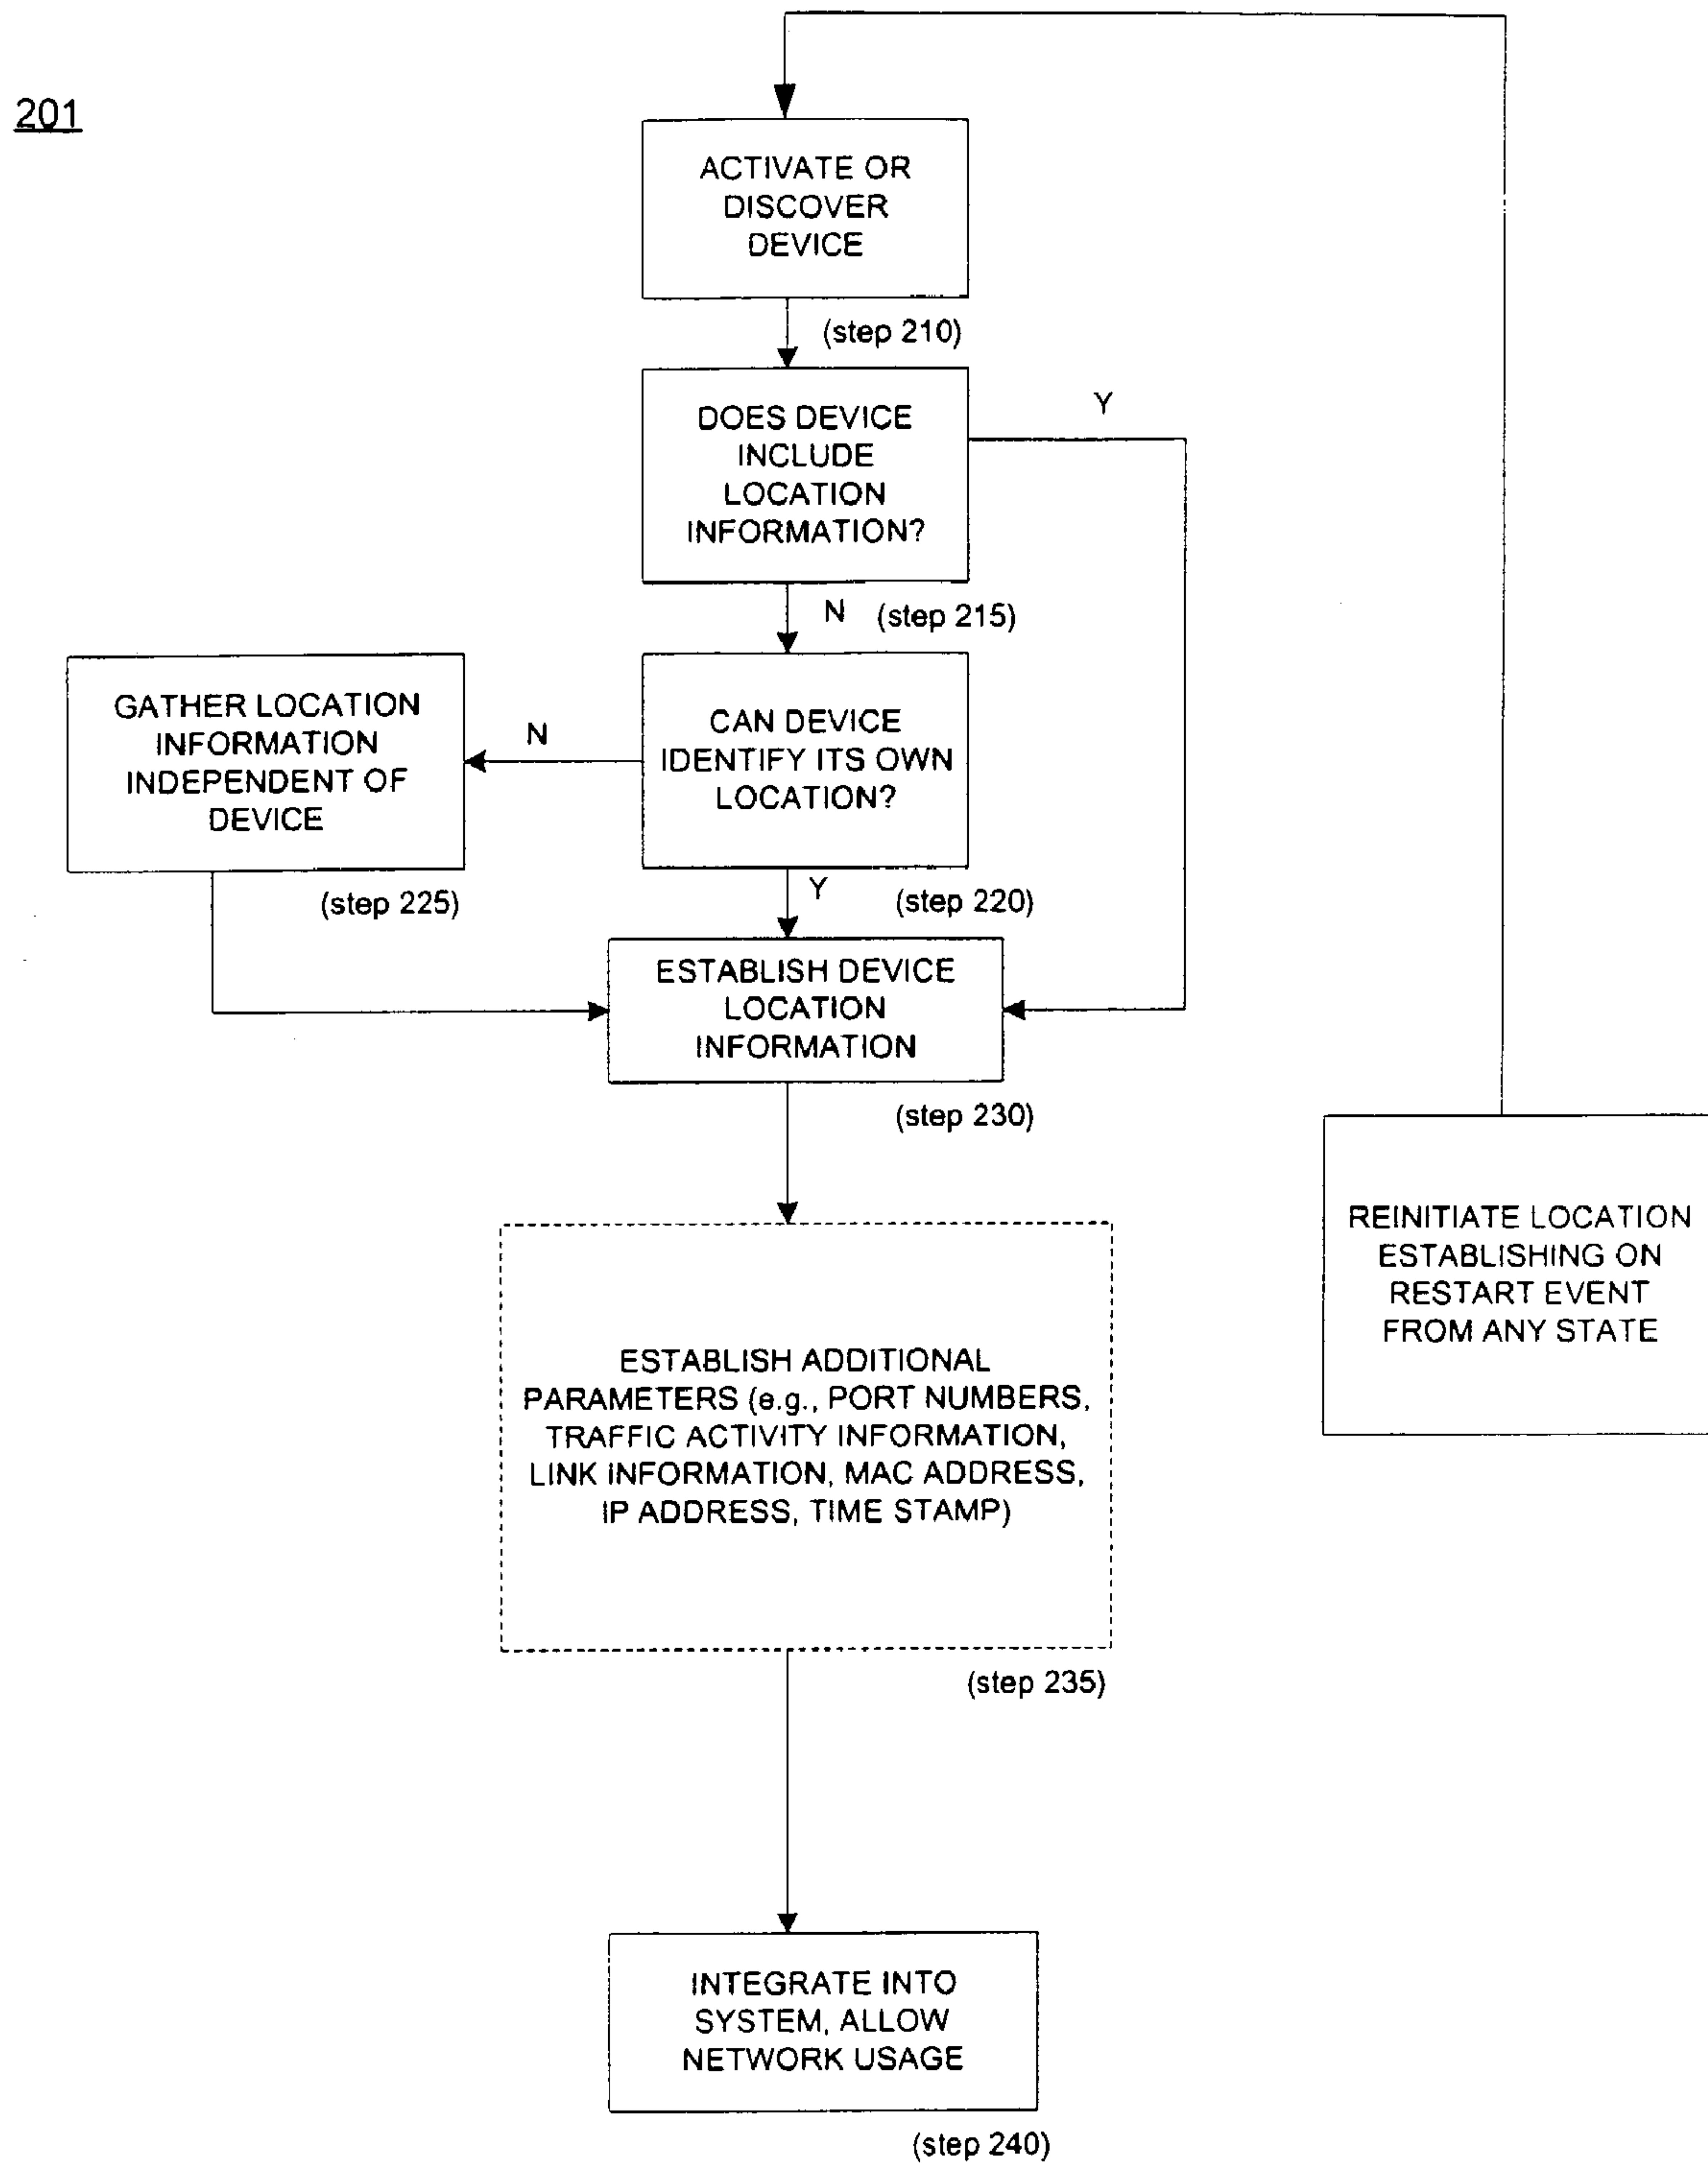 201
ACTIVATE OR
DISCOVER
DEVICE
(step 210)
DOES DEVICE
INCLUDE
LOCATION
INFORMATION?
Y
N (step 215)
GATHER LOCATION
INFORMATION
INDEPENDENT OF
DEVICE
(step 225)
N
CAN DEVICE
IDENTIFY ITS OWN
LOCATION?
Y
(step 220)
ESTABLISH DEVICE
LOCATION
INFORMATION
(step 230)
REINITIATE LOCATION
ESTABLISHING ON
RESTART EVENT
FROM ANY STATE
ESTABLISH ADDITIONAL
PARAMETERS (e.g., PORT NUMBERS,
TRAFFIC ACTIVITY INFORMATION,
LINK INFORMATION, MAC ADDRESS,
IP ADDRESS, TIME STAMP)
(step 235)
INTEGRATE INTO
SYSTEM, ALLOW
NETWORK USAGE
(step 240)